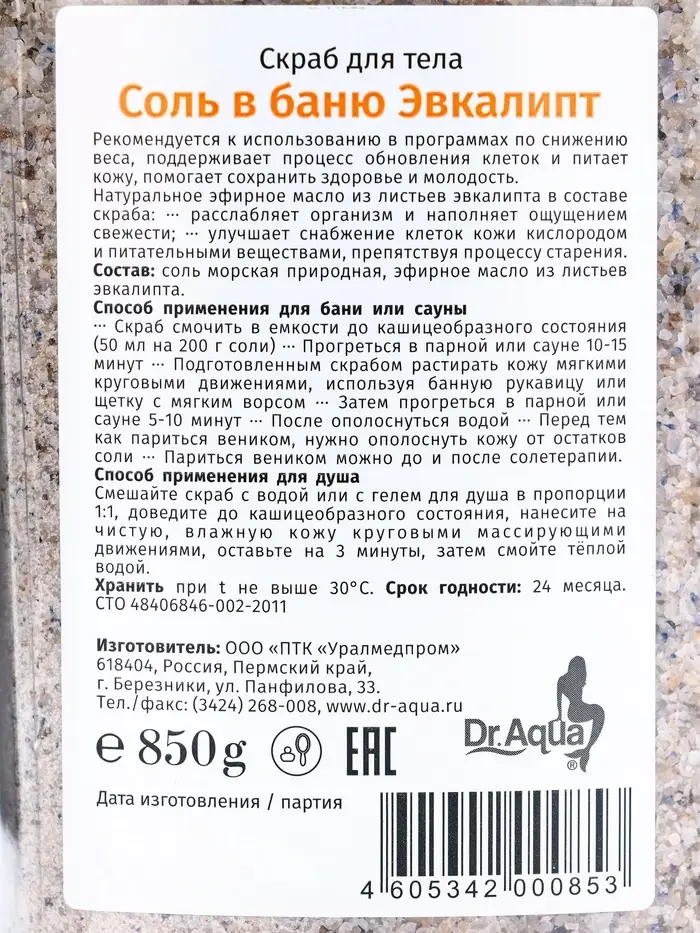 Скраб для тела
Соль в баню Эвкалипт
Рекомендуется к использованию в программах по снижению
веса, поддерживает процесс обновления клеток и питает
кожу, помогает сохранить здоровье и молодость.
Натуральное эфирное масло из листьев эвкалипта в составе
скраба: ··· расслабляет организм и наполняет ощущением
свежести; ··· улучшает снабжение клеток кожи кислородом
и питательными веществами, препятствуя процессу старения.
Состав: соль морская природная, эфирное масло из листьев
эвкалипта.
Способ применения для бани или сауны
··· Скраб смочить в емкости до кашицеобразного состояния
(50 мл на 200 г соли) ··· Прогреться в парной или сауне 10-15
минут ··· Подготовленным скрабом растирать кожу мягкими
круговыми движениями, используя банную рукавицу или
щетку с мягким ворсом ··· Затем прогреться в парной или
сауне 5-10 минут ··· После ополоснуться водой ··· Перед тем
как париться веником, нужно ополоснуть кожу от остатков
соли ··· Париться веником можно до и после солетерапии.
Способ применения для душа
Смешайте скраб с водой или с гелем для душа в пропорции
1:1, доведите до кашицеобразного состояния, нанесите на
чистую, влажную кожу круговыми массирующими
движениями, оставьте на 3 минуты, затем смойте тёплой
водой.
Хранить при t не выше 30°С. Срок годности: 24 месяца.
СТО 48406846-002-2011
Изготовитель: ООО «ПТК «Уралмедпром»
618404, Россия, Пермский край,
г. Березники, ул. Панфилова, 33.
Тел./факс: (3424) 268-008, www.dr-aqua.ru
℮ 850g EAC
Dr.Aqua®
Дата изготовления / партия
4 605342 000853